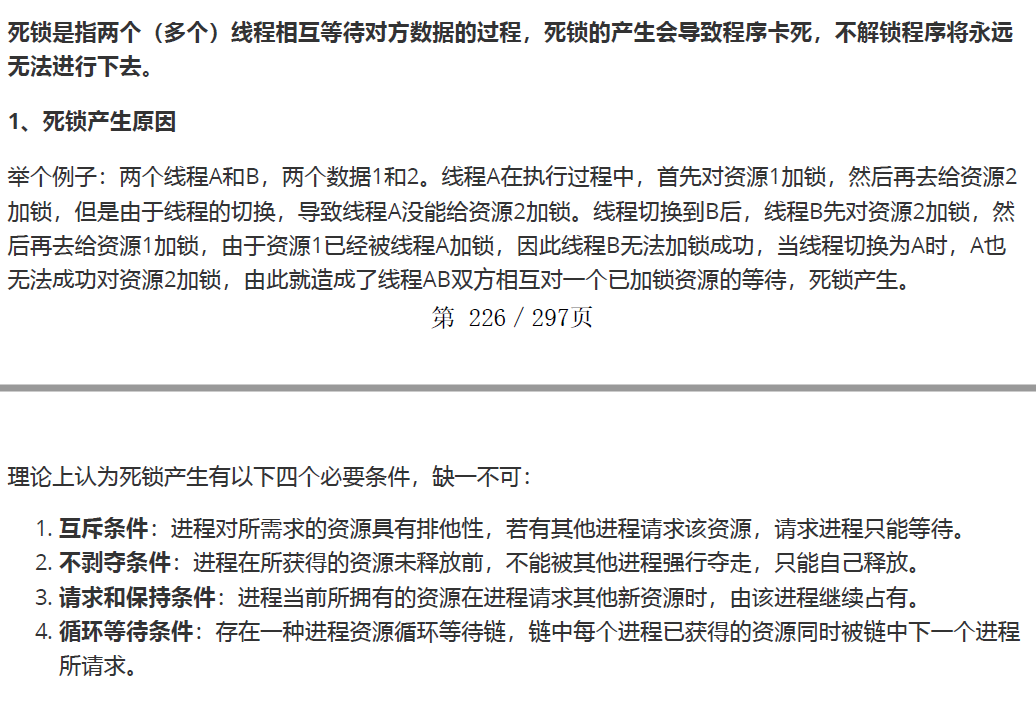 死锁是指两个（多个）线程相互等待对方数据的过程，死锁的产生会导致程序卡死，不解锁程序将永远
无法进行下去。
1、死锁产生原因
举个例子：两个线程A和B，两个数据1和2。线程A在执行过程中，首先对资源1加锁，然后再去给资源2
加锁，但是由于线程的切换，导致线程A没能给资源2加锁。线程切换到B后，线程B先对资源2加锁，然
后再去给资源1加锁，由于资源1已经被线程A加锁，因此线程B无法加锁成功，当线程切换为A时，A也
无法成功对资源2加锁，由此就造成了线程AB双方相互对一个已加锁资源的等待，死锁产生。
第 226 / 297页
理论上认为死锁产生有以下四个必要条件，缺一不可：
1. 互斥条件：进程对所需求的资源具有排他性，若有其他进程请求该资源，请求进程只能等待。
2. 不剥夺条件：进程在所获得的资源未释放前，不能被其他进程强行夺走，只能自己释放。
3. 请求和保持条件：进程当前所拥有的资源在进程请求其他新资源时，由该进程继续占有。
4. 循环等待条件：存在一种进程资源循环等待链，链中每个进程已获得的资源同时被链中下一个进程
所请求。